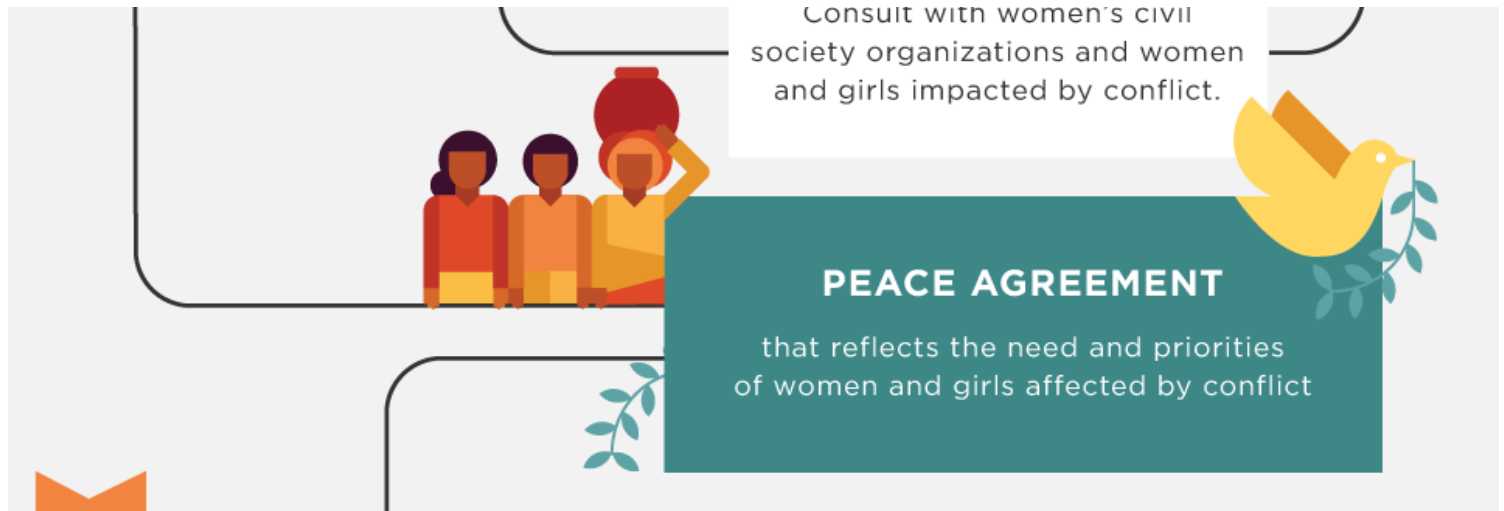 Consult with women's civil
society organizations and women
and girls impacted by conflict.
PEACE AGREEMENT
that reflects the need and priorities
of women and girls affected by conflict